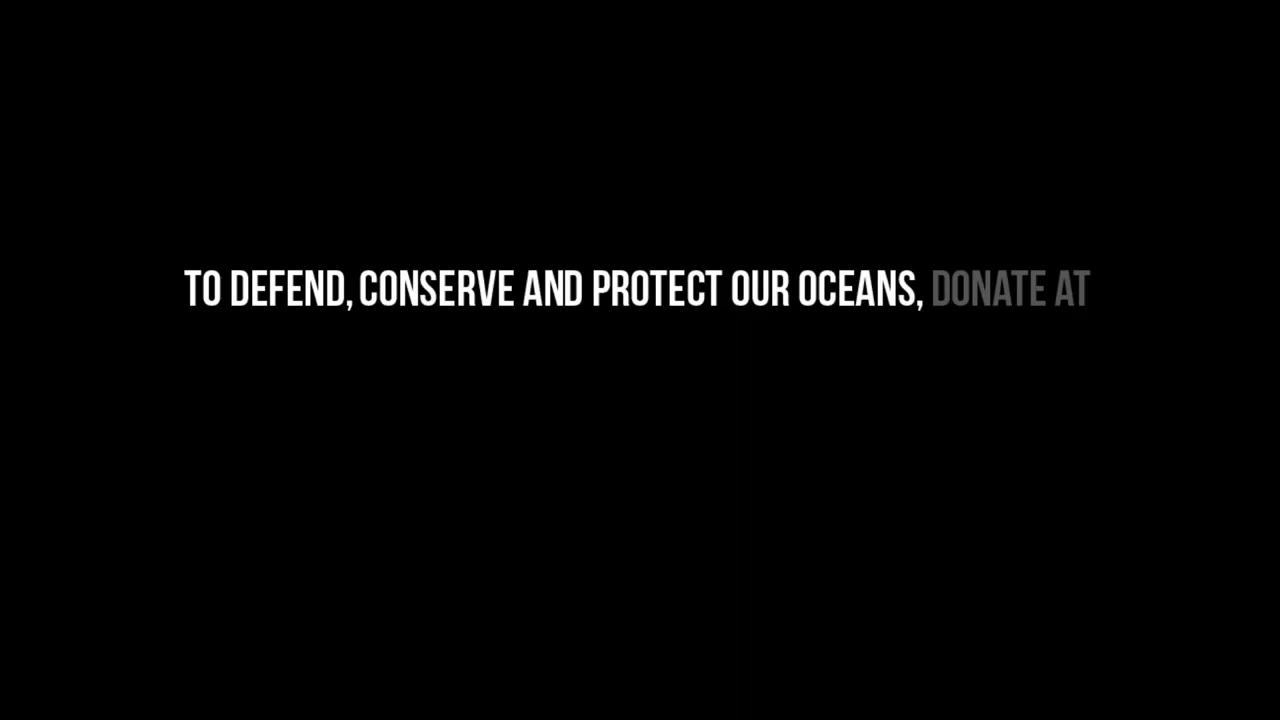 TO DEFEND, CONSERVE AND PROTECT OUR OCEANS, DONATE AT